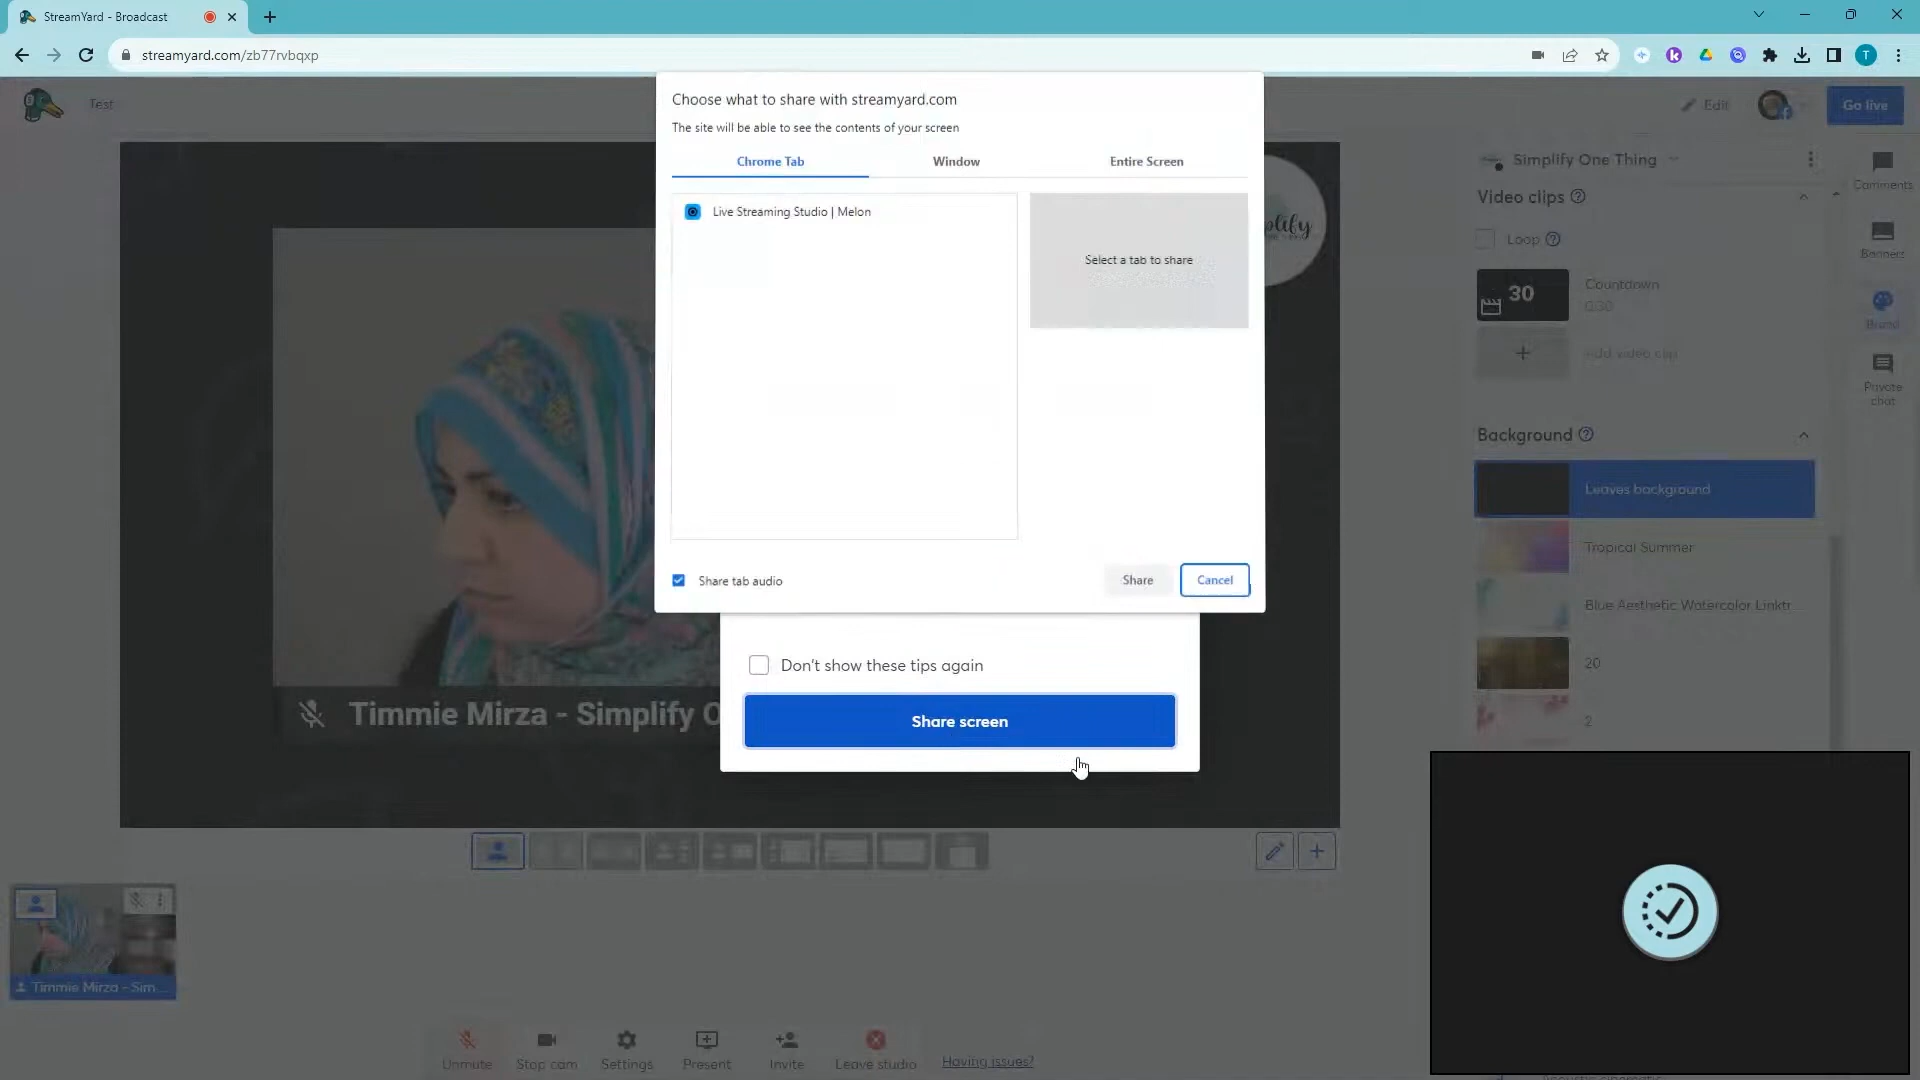 StreamYard - Broadcast
streamyard.com/zb77rvbqxp
T
Test
Edit
Go live
Choose what to share with streamyard.com
The site will be able to see the contents of your screen
Chrome Tab
Window
Entire Screen
Live Streaming Studio | Melon
Select a tab to share
Share tab audio
Share
Cancel
Don't show these tips again
Share screen
Timmie Mirza - Simplify O
Simplify One Thing
Video clips
Loop
30
Countdown
0:30
Add video clip
Background
Leaves background
Tropical Summer
Blue Aesthetic Watercolor Linktr
20
2
Comments
Banners
Brand
Private
chat
Timmie Mirza - Sim...
Unmute
Stop cam
Settings
Present
Invite
Leave studio
Having issues?